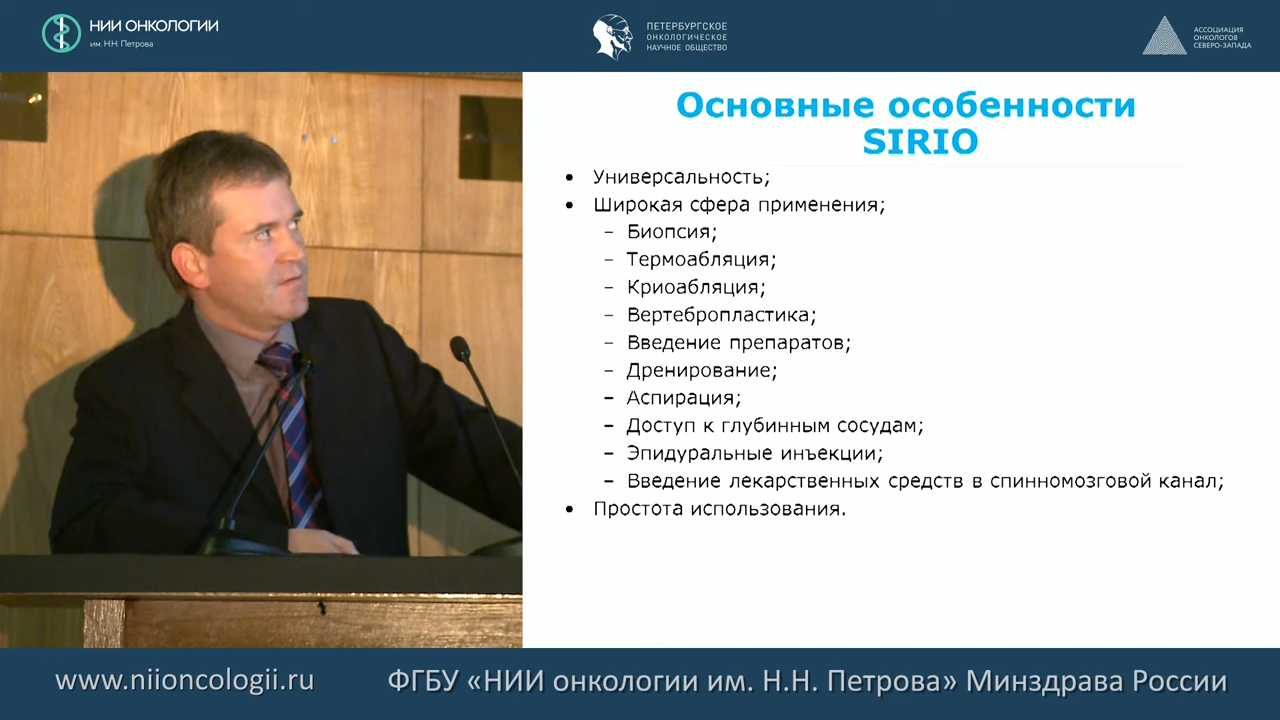 НИИ ОНКОЛОГИИ
им. Н.Н. Петрова
ПЕТЕРБУРГСКОЕ
ОНКОЛОГИЧЕСКОЕ
НАУЧНОЕ ОБЩЕСТВО
АССОЦИАЦИЯ
ОНКОЛОГОВ
СЕВЕРО-ЗАПАДА
Основные особенности
SIRIO
• Универсальность;
• Широкая сфера применения;
– Биопсия;
– Термоабляция;
– Криоабляция;
– Вертебропластика;
– Введение препаратов;
– Дренирование;
– Аспирация;
– Доступ к глубинным сосудам;
– Эпидуральные инъекции;
– Введение лекарственных средств в спинномозговой канал;
• Простота использования.
www.niioncologii.ru
ФГБУ «НИИ онкологии им. Н.Н. Петрова» Минздрава России